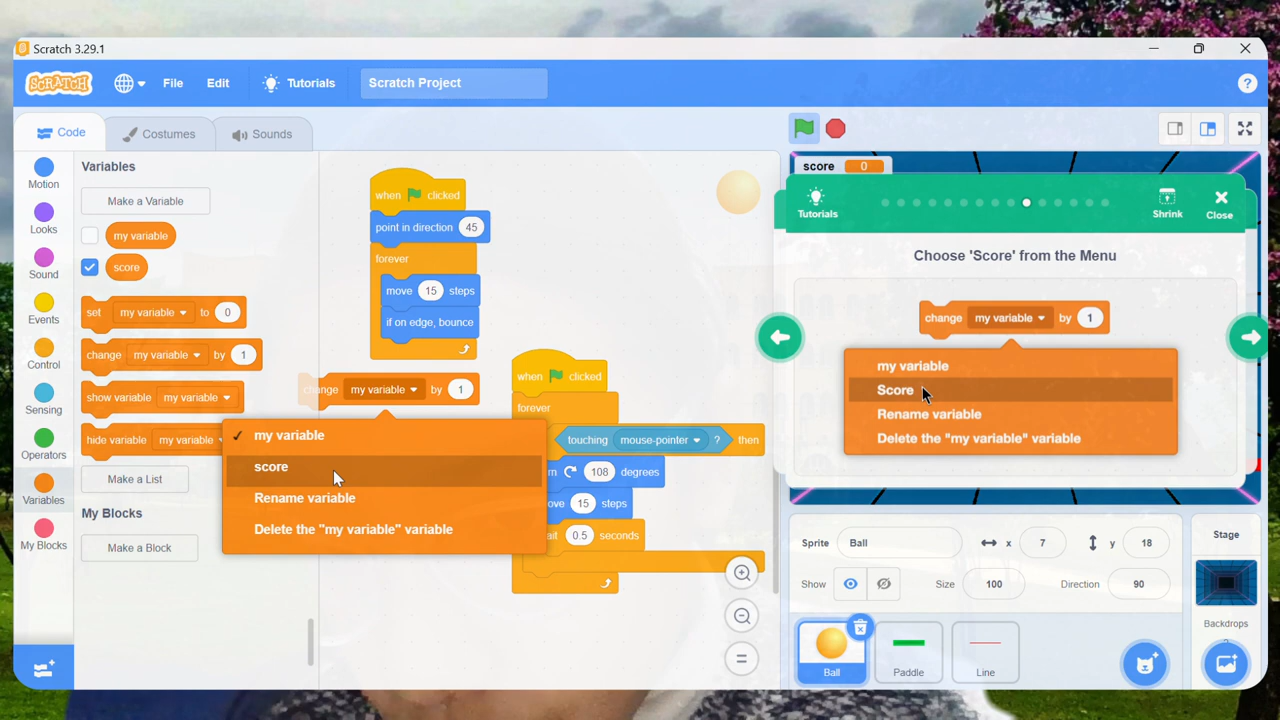 Scratch 3.29.1
SCRATCH
File
Edit
Tutorials
Scratch Project
?
Code
Costumes
Sounds
Motion
Looks
Sound
Events
Control
Sensing
Operators
Variables
My Blocks
Variables
Make a Variable
my variable
score
set my variable to 0
change my variable by 1
show variable my variable
hide variable my variable
Make a List
My Blocks
Make a Block
when clicked
point in direction 45
forever
move 15 steps
if on edge, bounce
change my variable by 1
✓ my variable
score
Rename variable
Delete the "my variable" variable
when clicked
forever
touching mouse-pointer ? then
108 degrees
15 steps
0.5 seconds
score 0
Tutorials
Shrink
Close
Choose 'Score' from the Menu
change my variable by 1
my variable
Score
Rename variable
Delete the "my variable" variable
Sprite Ball x 7 y 18
Show Size 100 Direction 90
Ball
Paddle
Line
Stage
Backdrops